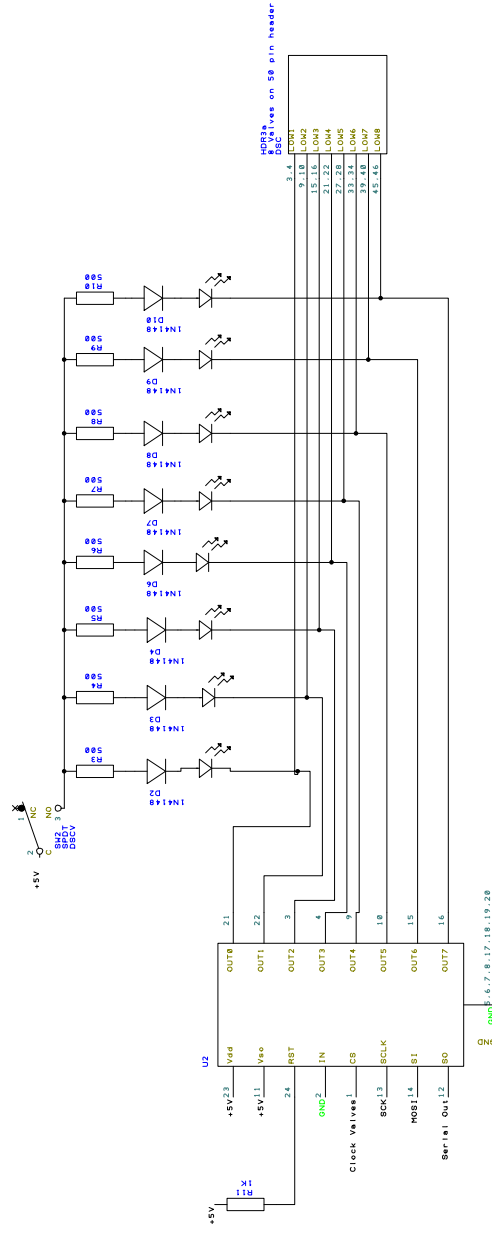 HDR3a
8 Valves on 50 pin header
DSC
LOW1
LOW2
LOW3
LOW4
LOW5
LOW6
LOW7
LOW8
3.4
9.10
15.16
21.22
27.28
33.34
39.40
45.46
R10
500
D10
1N4148
R9
500
D9
1N4148
R8
500
D8
1N4148
R7
500
D7
1N4148
R6
500
D6
1N4148
R5
500
D4
1N4148
R4
500
D3
1N4148
R3
500
D2
1N4148
1
NC
NO
3
2
C
SW2
SPDT
DSCV
+5V
U2
21
22
3
4
9
10
15
16
OUT0
OUT1
OUT2
OUT3
OUT4
OUT5
OUT6
OUT7
Vdd
Vso
RST
IN
CS
SCLK
SI
SO
23
11
24
2
1
13
14
12
+5V
+5V
GND
Clock Valves
SCK
MOSI
Serial Out
GND
5.6.7.8.17.18.19.20
GND
R11
1K
+5V